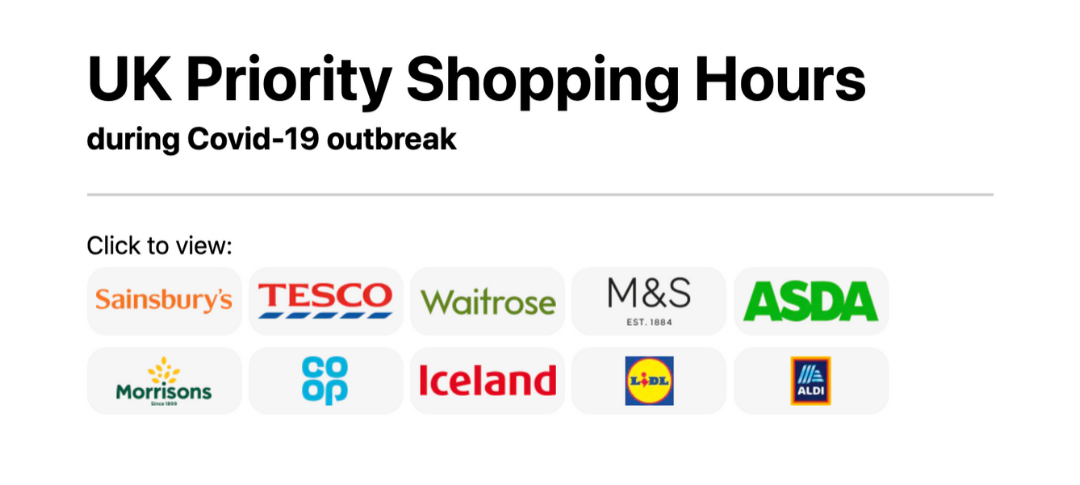 UK Priority Shopping Hours
during Covid-19 outbreak
Click to view:
Sainsbury's TESCO Waitrose M&S ASDA
EST. 1884
Morrisons CO Iceland LIDL ALDI
Since 1899 OP